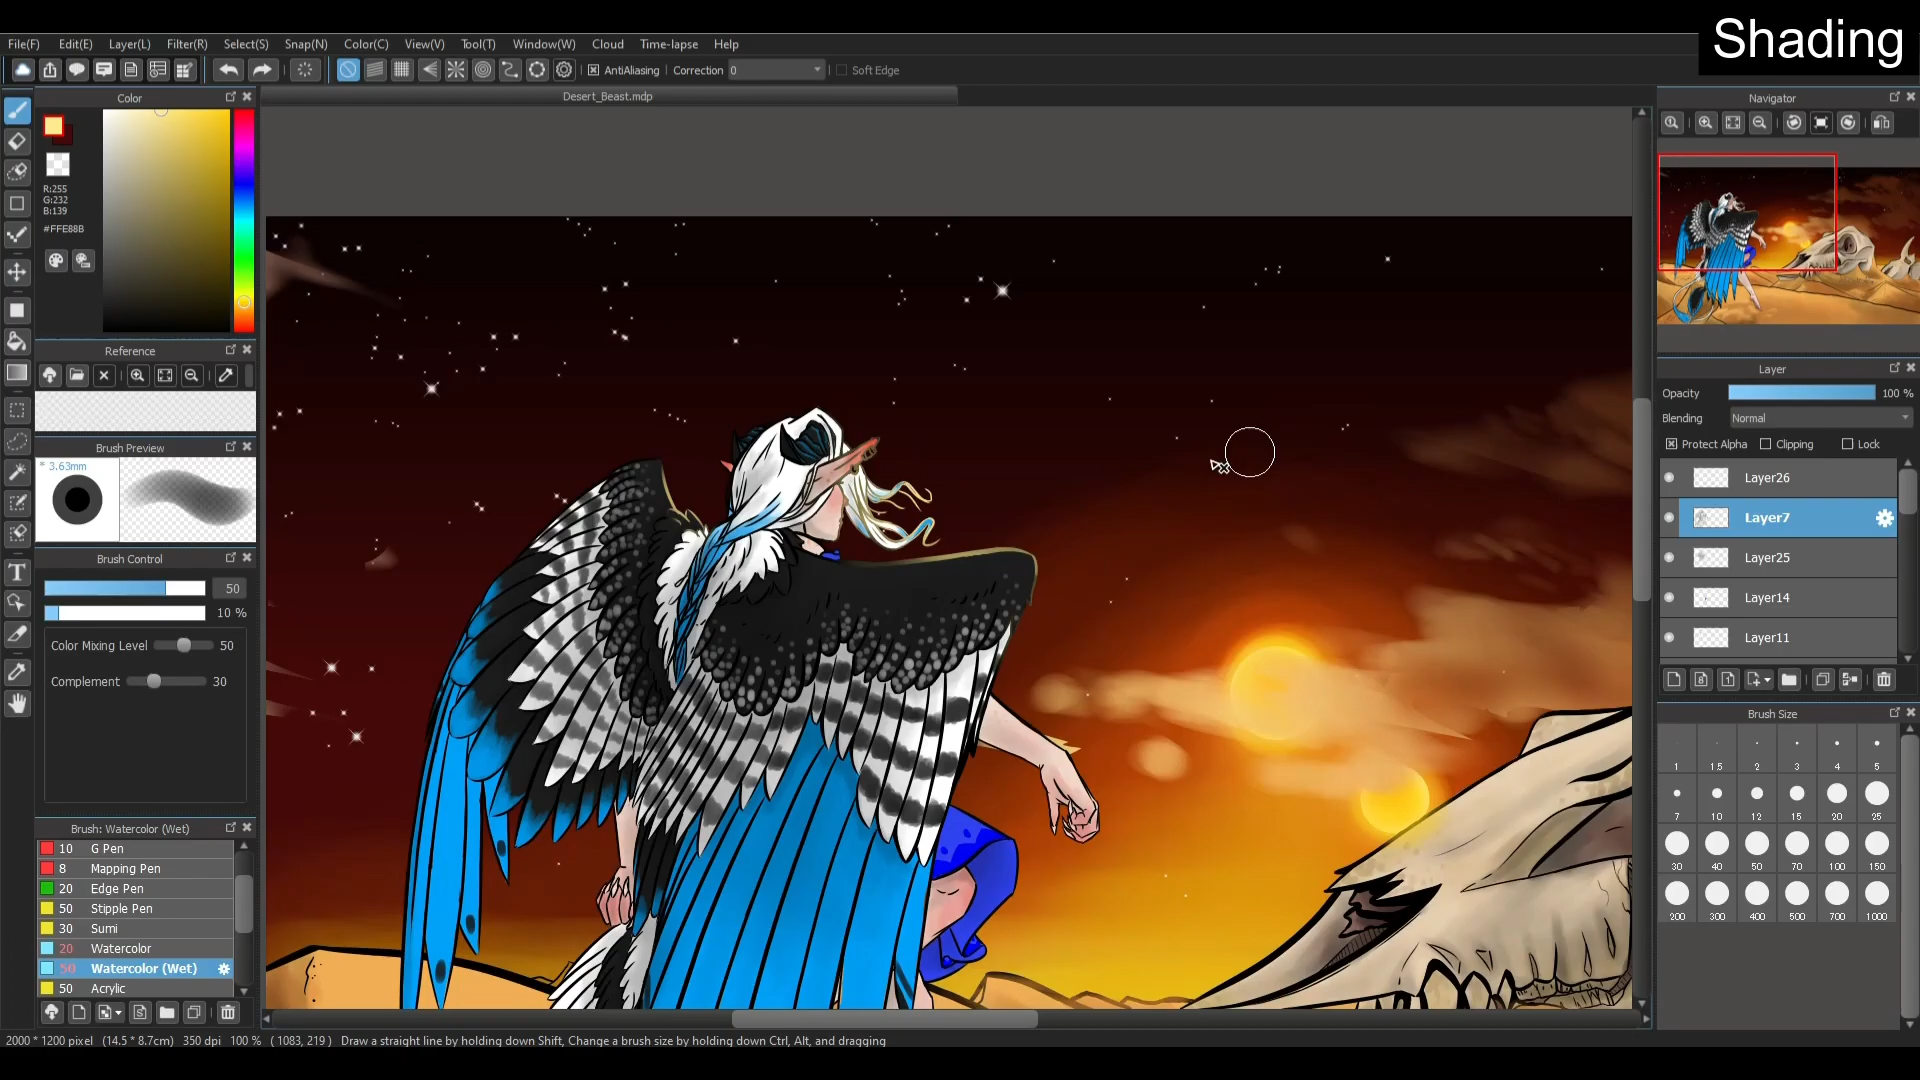 Shading
File(F) Edit(E) Layer(L) Filter(R) Select(S) Snap(N) Color(C) View(V) Tool(T) Window(W) Cloud Time-lapse Help
AntiAliasing Correction 0 Soft Edge
Desert_Beast.mdp
Color
R:255
G:232
B:139
#FFE88B
Reference
Brush Preview
* 3.63mm
Brush Control
50
10 %
Color Mixing Level 50
Complement 30
Brush: Watercolor (Wet)
10 G Pen
8 Mapping Pen
20 Edge Pen
50 Stipple Pen
30 Sumi
20 Watercolor
50 Watercolor (Wet)
50 Acrylic
Navigator
Layer
Opacity 100 %
Blending Normal
Protect Alpha Clipping Lock
Layer26
Layer7
Layer25
Layer14
Layer11
Brush Size
1 1.5 2 3 4 5
7 10 12 15 20 25
30 40 50 70 100 150
200 300 400 500 700 1000
2000 * 1200 pixel (14.5 * 8.7cm) 350 dpi 100 % ( 1083, 219 ) Draw a straight line by holding down Shift, Change a brush size by holding down Ctrl, Alt, and dragging